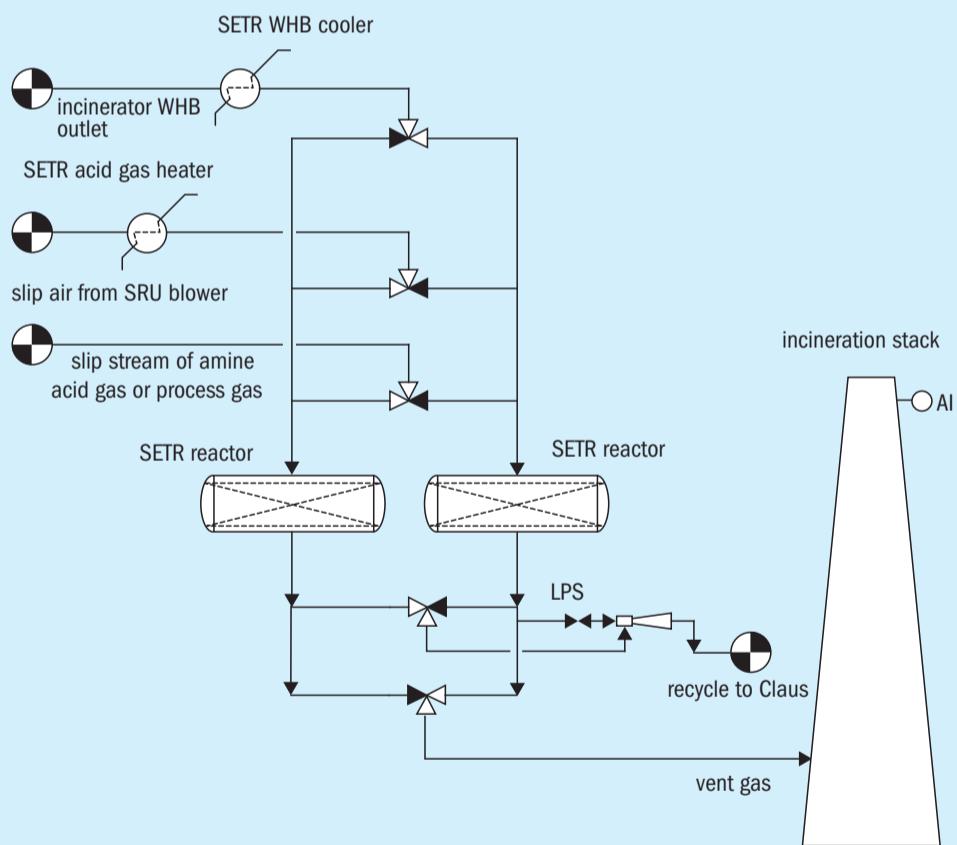 SETR WHB cooler
incinerator WHB
outlet
SETR acid gas heater
slip air from SRU blower
slip stream of amine
acid gas or process gas
incineration stack
AI
SETR reactor
SETR reactor
LPS
recycle to Claus
vent gas